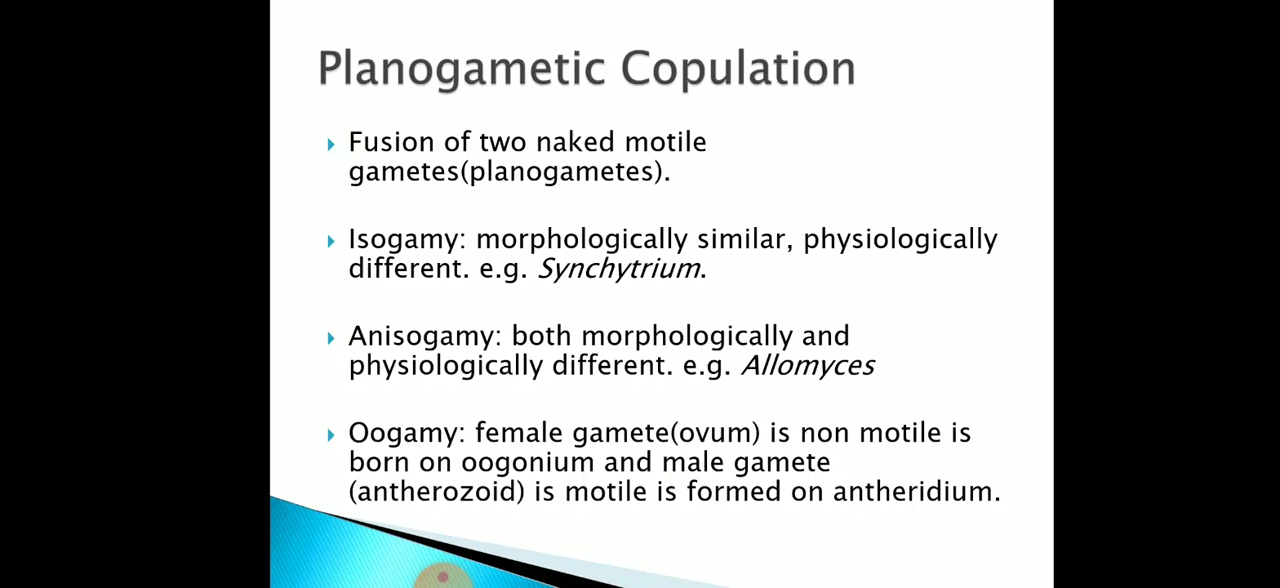 Planogametic Copulation
Fusion of two naked motile
gametes(planogametes).
Isogamy: morphologically similar, physiologically
different. e.g. Synchytrium.
Anisogamy: both morphologically and
physiologically different. e.g. Allomyces
Oogamy: female gamete(ovum) is non motile is
born on oogonium and male gamete
(antherozoid) is motile is formed on antheridium.